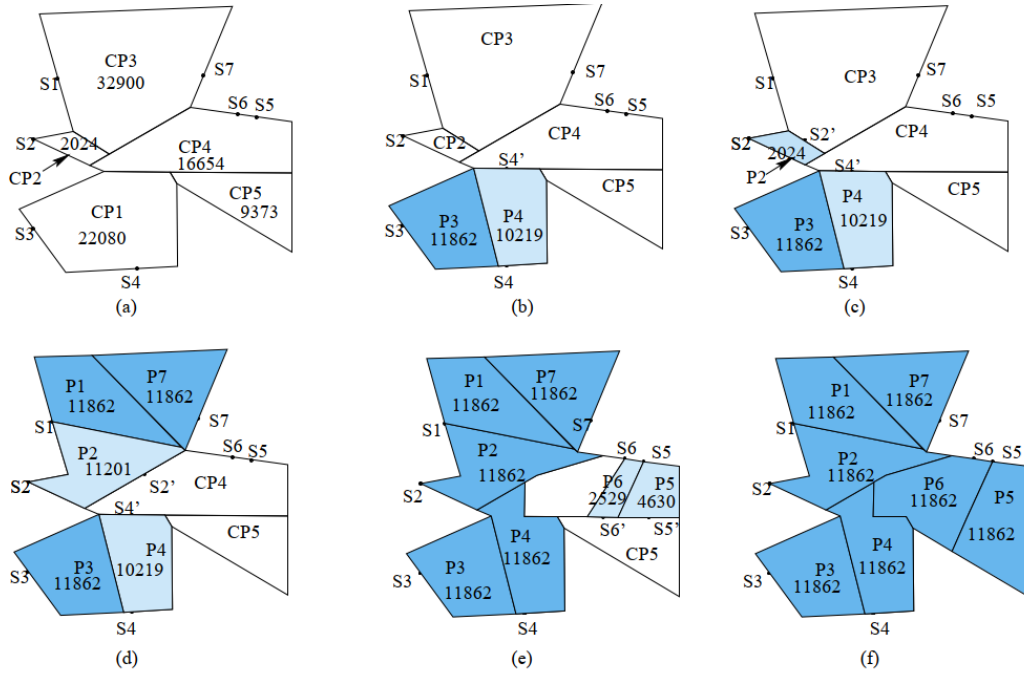 CP3
32900
S1
S7
S6 S5
S2
2024
CP4
16654
CP2
CP5
9373
CP1
22080
S3
S4
(a)
CP3
S1
S7
S6 S5
S2
CP2
CP4
S4’
CP5
P3
11862
P4
10219
S3
S4
(b)
CP3
S1
S7
S6 S5
S2
S2’
2024
CP4
P2
S4’
CP5
P4
10219
P3
11862
S3
S4
(c)
P1
11862
P7
11862
S1
S7
P2
11201
S6 S5
S2
S2’
CP4
S4’
CP5
P4
10219
P3
11862
S3
S4
(d)
P1
11862
P7
11862
S1
S7
P2
11862
S6 S5
S2
P6
2529
P5
4630
S6’ S5’
CP5
P4
11862
P3
11862
S3
S4
(e)
P1
11862
P7
11862
S1
S7
P2
11862
S6 S5
S2
P6
11862
P5
11862
P4
11862
P3
11862
S3
S4
(f)